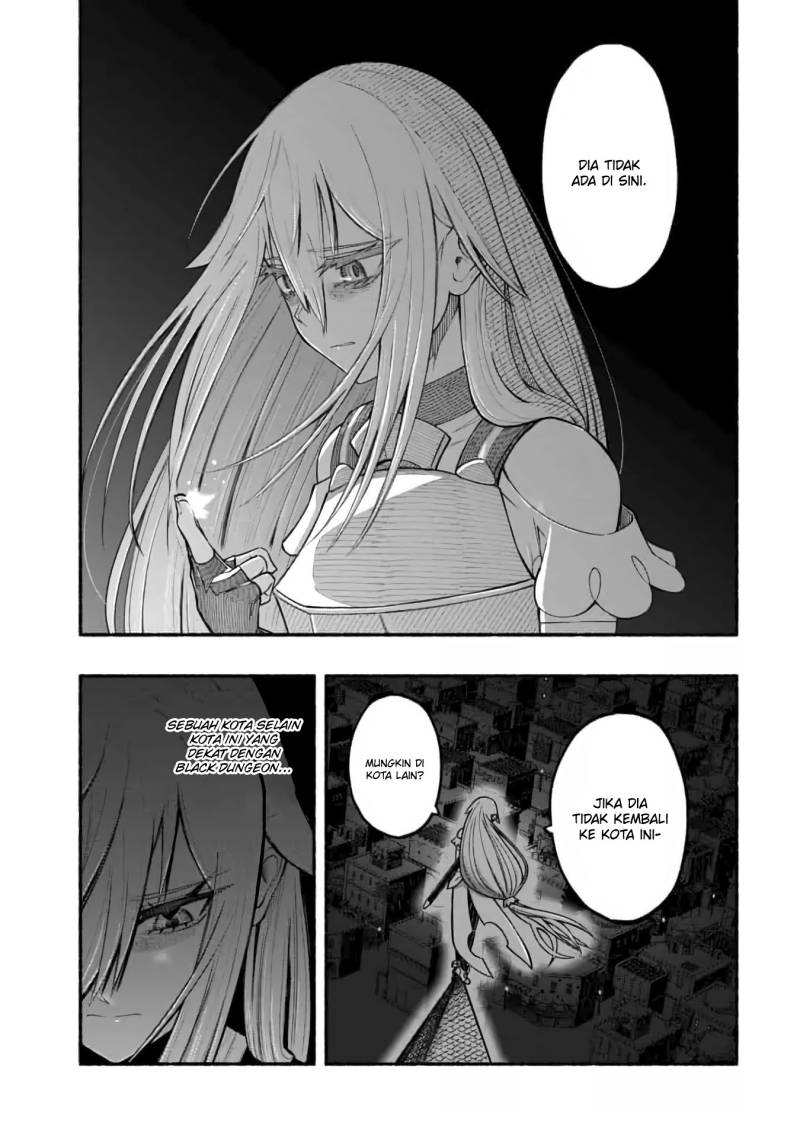 DIA TIDAK
ADA DI SINI.
JIKA DIA
TIDAK KEMBALI
KE KOTA INI-
MUNGKIN DI
KOTA LAIN?
SEBUAH KOTA SELAIN
KOTA INI YANG
DEKAT DENGAN
BLACK DUNGEON...